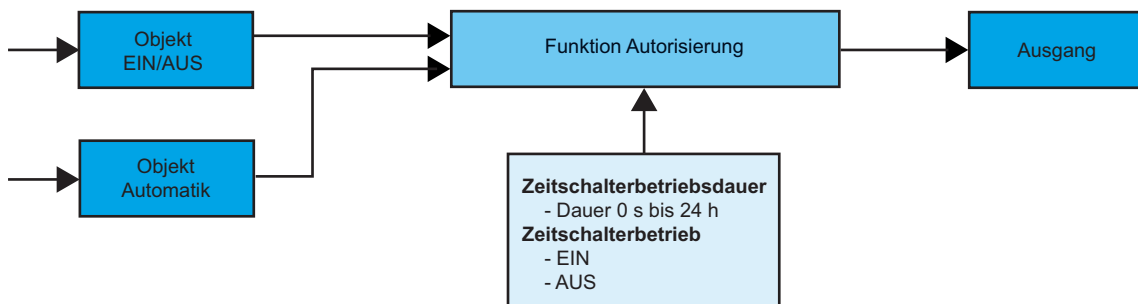 Objekt
EIN/AUS
Funktion Autorisierung
Ausgang
Objekt
Automatik
Zeitschalterbetriebsdauer
- Dauer 0 s bis 24 h
Zeitschalterbetrieb
- EIN
- AUS